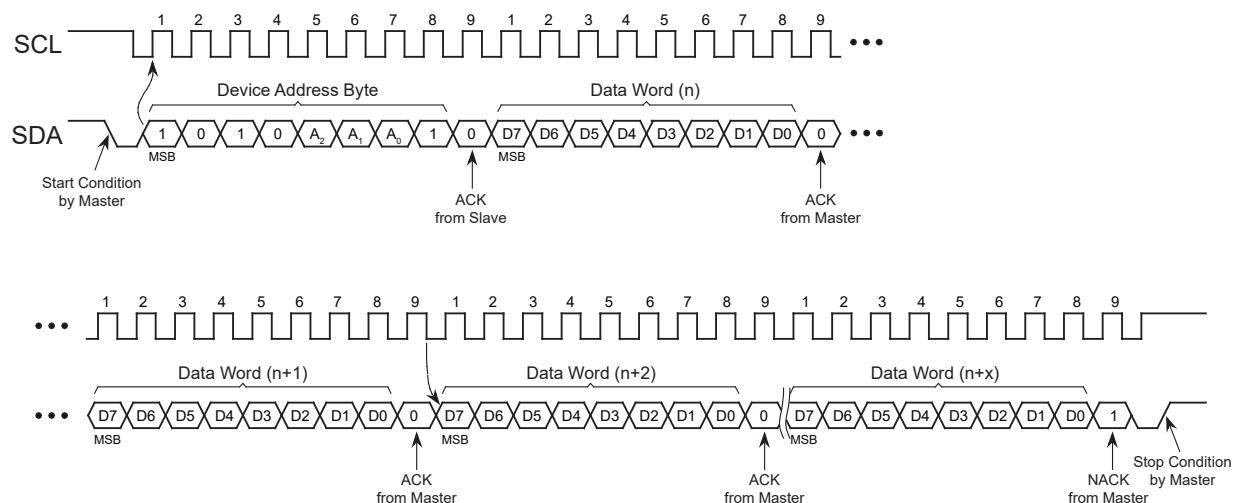 1 2 3 4 5 6 7 8 9 1 2 3 4 5 6 7 8 9
SCL
Device Address Byte Data Word (n)
SDA 1 0 1 0 A2 A1 A0 1 0 D7 D6 D5 D4 D3 D2 D1 D0 0
MSB MSB
Start Condition
by Master
ACK
from Slave
ACK
from Master
1 2 3 4 5 6 7 8 9 1 2 3 4 5 6 7 8 9 1 2 3 4 5 6 7 8 9
Data Word (n+1) Data Word (n+2) Data Word (n+x)
D7 D6 D5 D4 D3 D2 D1 D0 0 D7 D6 D5 D4 D3 D2 D1 D0 0 D7 D6 D5 D4 D3 D2 D1 D0 1
MSB MSB MSB
ACK
from Master
ACK
from Master
NACK
from Master
Stop Condition
by Master